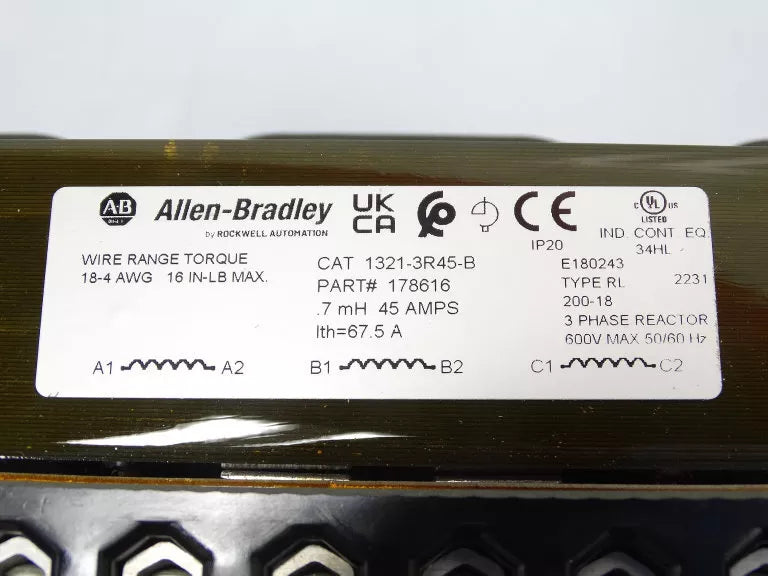 A-B
Allen-Bradley
by ROCKWELL AUTOMATION
UK
CA
CE
IP20
C UL US
LISTED
IND. CONT. EQ.
34HL
WIRE RANGE TORQUE
18-4 AWG 16 IN-LB MAX.
CAT 1321-3R45-B
PART# 178616
.7 mH 45 AMPS
Ith=67.5 A
E180243
TYPE RL 2231
200-18
3 PHASE REACTOR
600V MAX 50/60 Hz
A1 A2 B1 B2 C1 C2